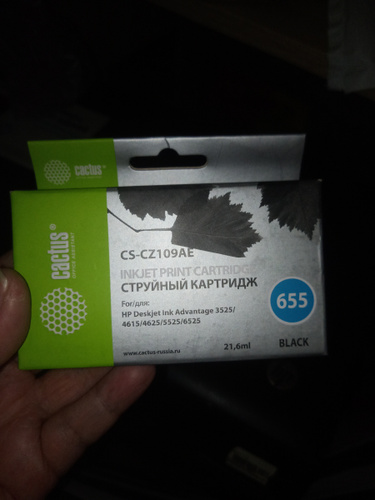 cactus
CS-CZ109AE
INKJET PRINT CARTRIDGE
СТРУЙНЫЙ КАРТРИДЖ
For/для:
HP Deskjet Ink Advantage 3525/
4615/4625/5525/6525
www.cactus-russia.ru
21,6ml
655
BLACK
cactus